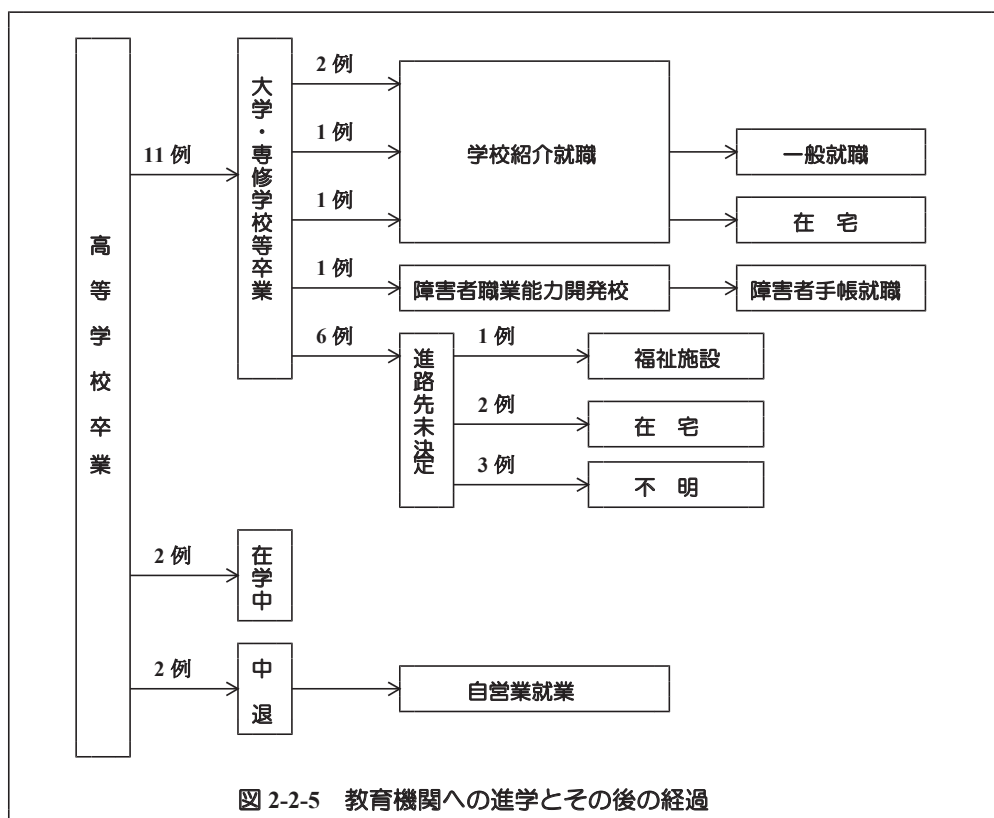 高等学校卒業
11 例
大学・専修学校等卒業
2 例
1 例
1 例
学校紹介就職
一般就職
在　宅
1 例
障害者職業能力開発校
障害者手帳就職
6 例
進路先未決定
1 例
福祉施設
2 例
在　宅
3 例
不　明
2 例
在学中
2 例
中　退
自営業就業
図 2-2-5　教育機関への進学とその後の経過